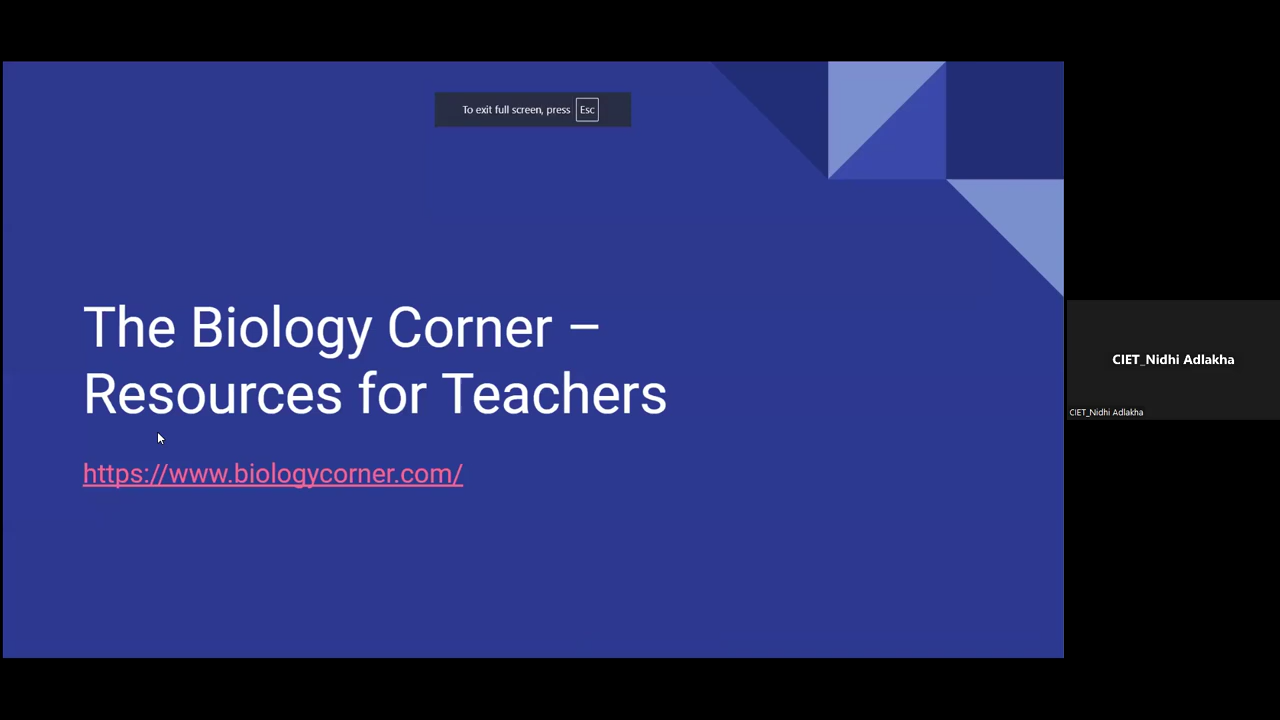 To exit full screen, press Esc
The Biology Corner –
Resources for Teachers
https://www.biologycorner.com/
CIET_Nidhi Adlakha
CIET_Nidhi Adlakha